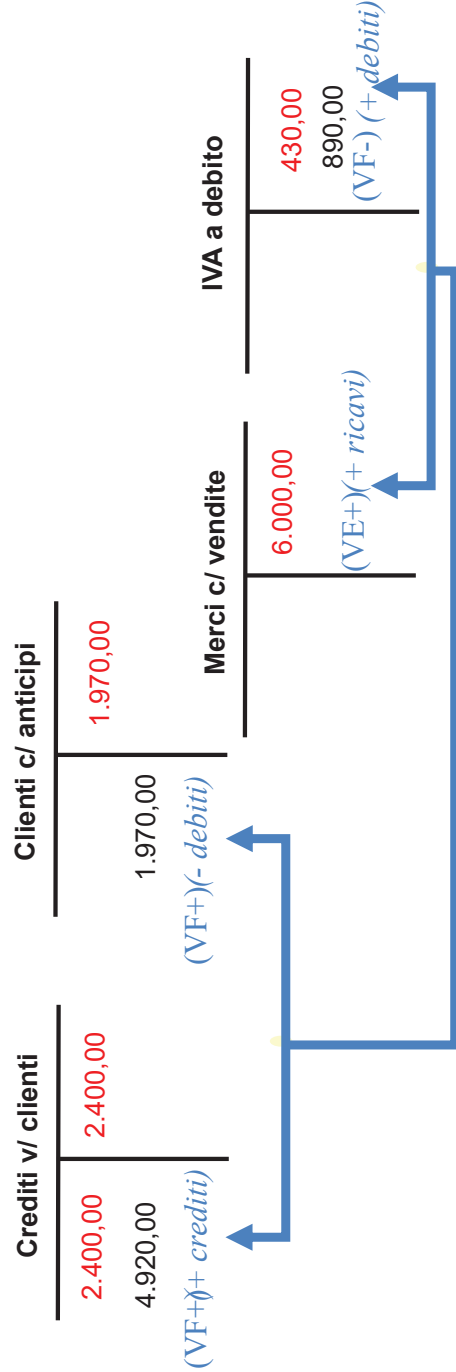 Crediti v/ clienti
2.400,00 2.400,00
4.920,00
(VF+)(+ crediti)
Clienti c/ anticipi
1.970,00
1.970,00
(VF+)(- debiti)
Merci c/ vendite
6.000,00
(VE+)(+ ricavi)
IVA a debito
430,00
890,00
(VF-) (+ debiti)